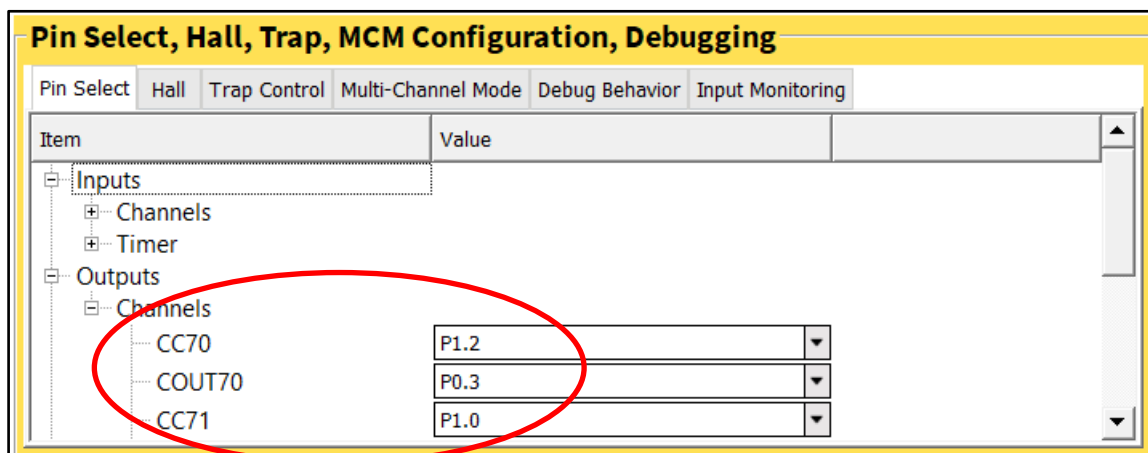 Pin Select, Hall, Trap, MCM Configuration, Debugging
Pin Select Hall Trap Control Multi-Channel Mode Debug Behavior Input Monitoring
Item Value
Inputs
Channels
Timer
Outputs
Channels
CC70 P1.2
COUT70 P0.3
CC71 P1.0